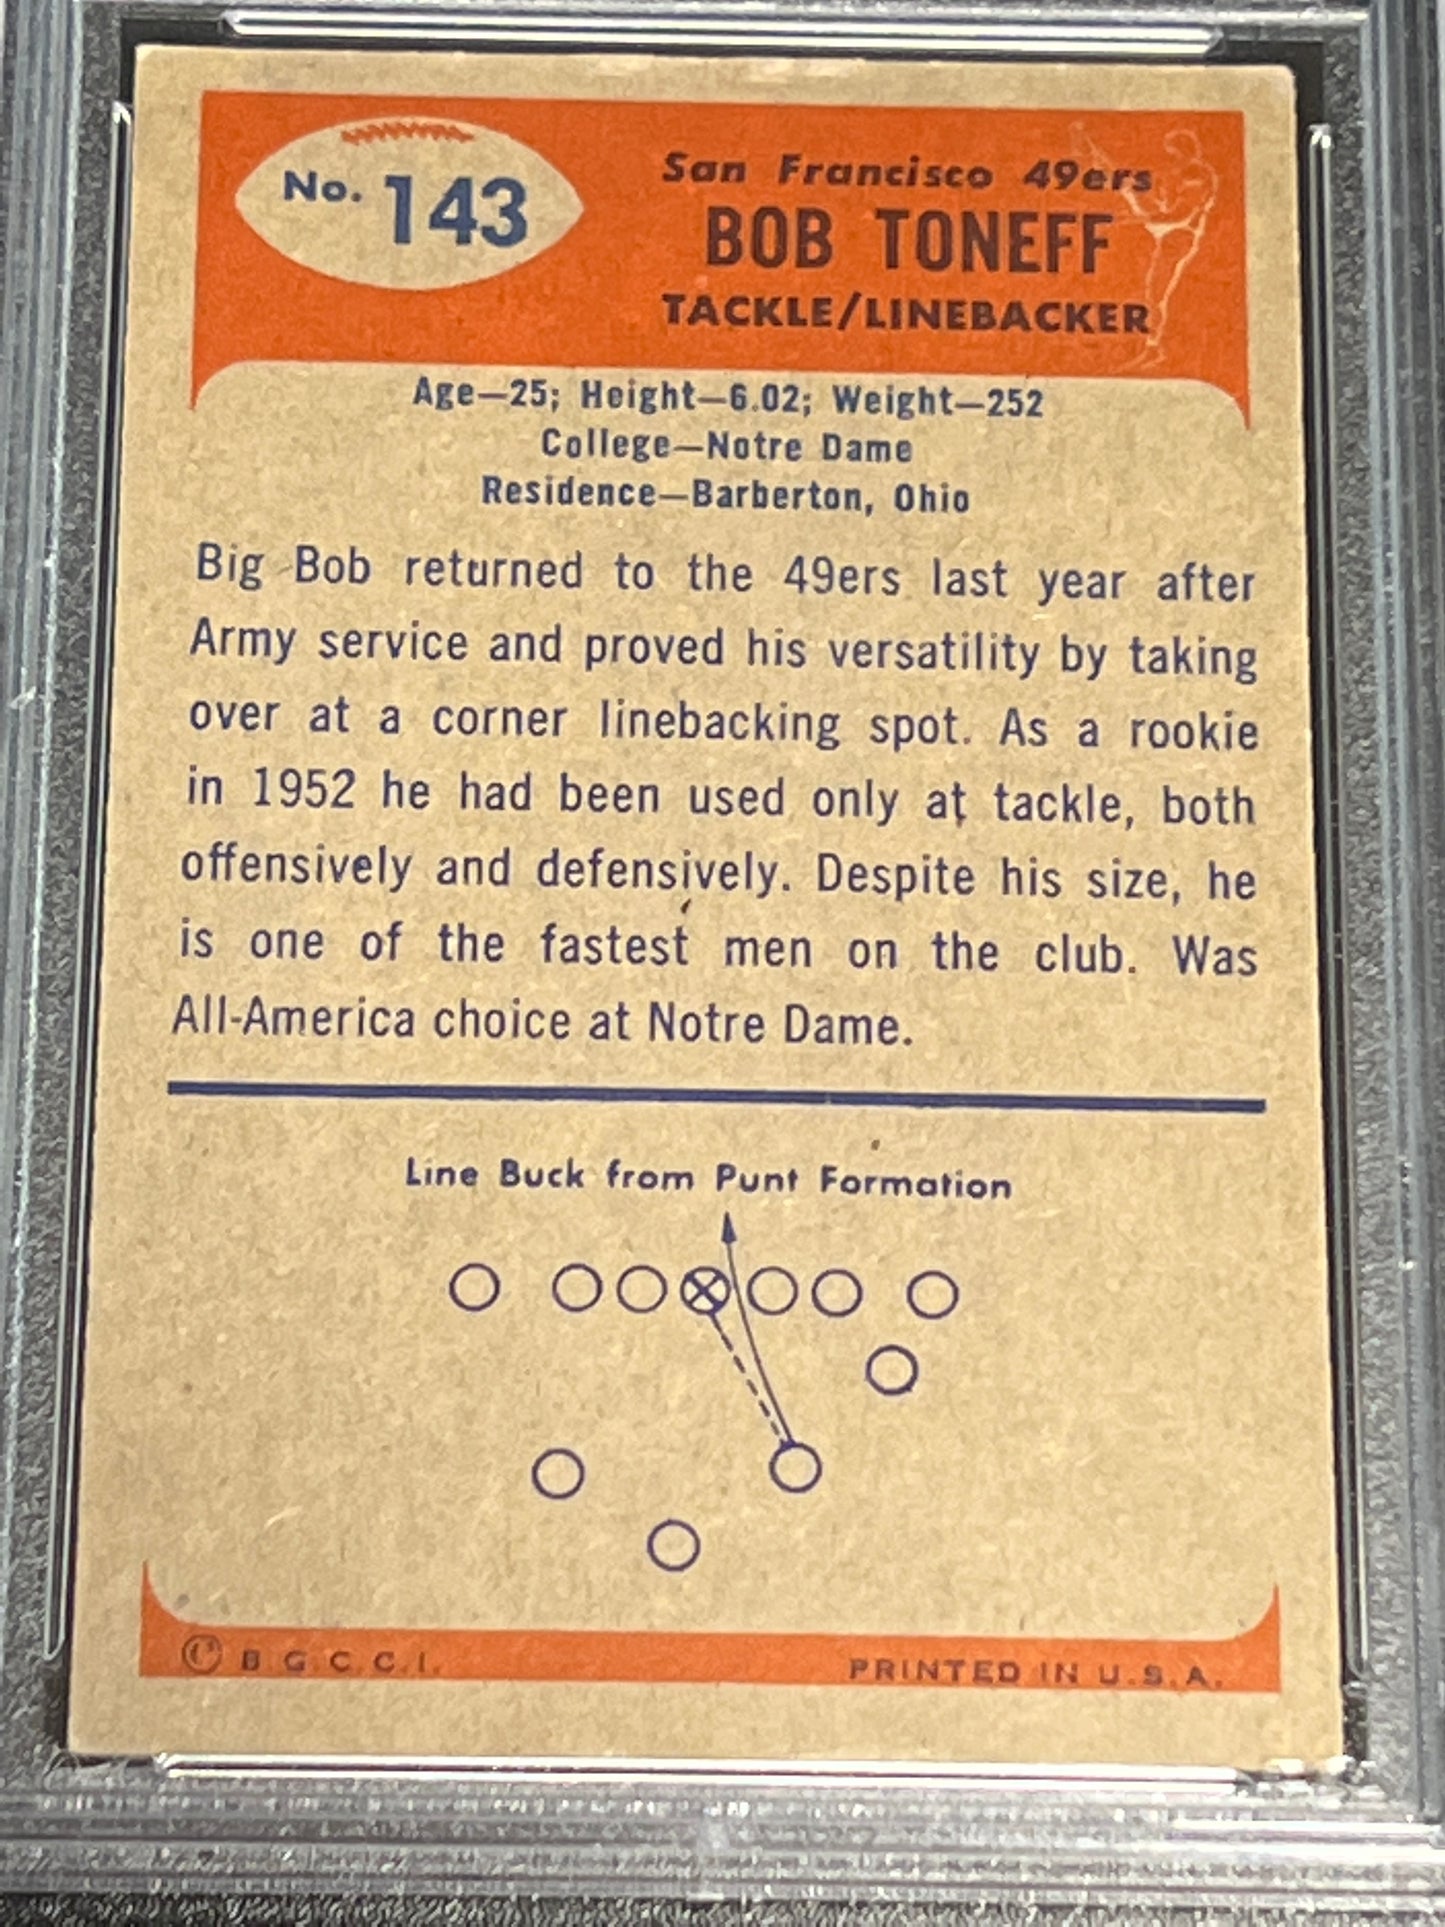 No. 143
San Francisco 49ers
BOB TONEFF
TACKLE/LINEBACKER
Age—25; Height—6.02; Weight—252
College—Notre Dame
Residence—Barberton, Ohio
Big Bob returned to the 49ers last year after
Army service and proved his versatility by taking
over at a corner linebacking spot. As a rookie
in 1952 he had been used only at tackle, both
offensively and defensively. Despite his size, he
is one of the fastest men on the club. Was
All-America choice at Notre Dame.
Line Buck from Punt Formation
© B G C C I.
PRINTED IN U.S.A.